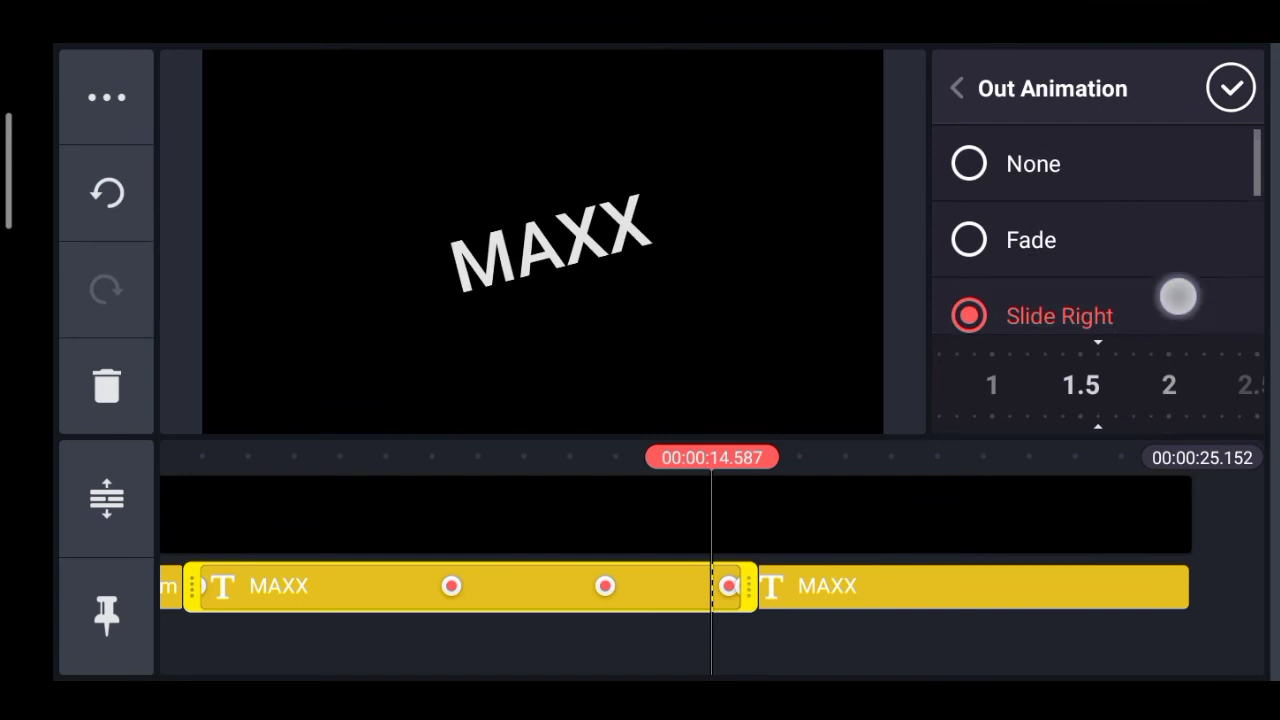 Out Animation
None
Fade
Slide Right
1 1.5 2 2.
MAXX
00:00:14.587
00:00:25.152
m
T MAXX
T MAXX